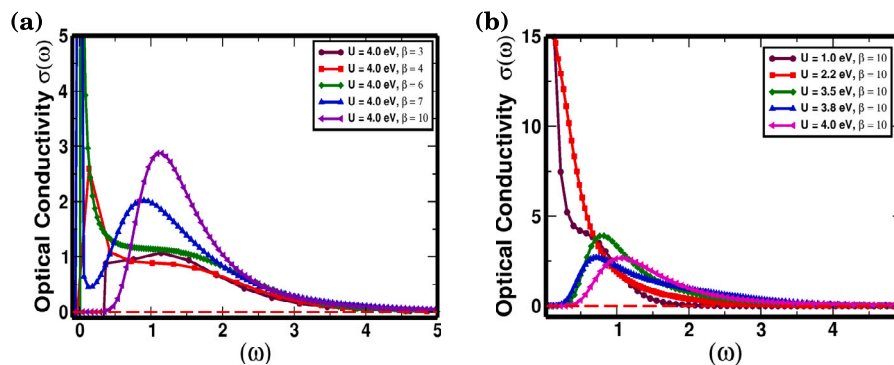 (a)
Optical Conductivity σ(ω)
5
4
3
2
1
0
U = 4.0 eV, β = 3
U = 4.0 eV, β = 4
U = 4.0 eV, β = 6
U = 4.0 eV, β = 7
U = 4.0 eV, β = 10
0 1 2 3 4 5
(ω)
(b)
Optical Conductivity σ(ω)
15
10
5
0
U = 1.0 eV, β = 10
U = 2.2 eV, β = 10
U = 3.5 eV, β = 10
U = 3.8 eV, β = 10
U = 4.0 eV, β = 10
1 2 3 4
(ω)